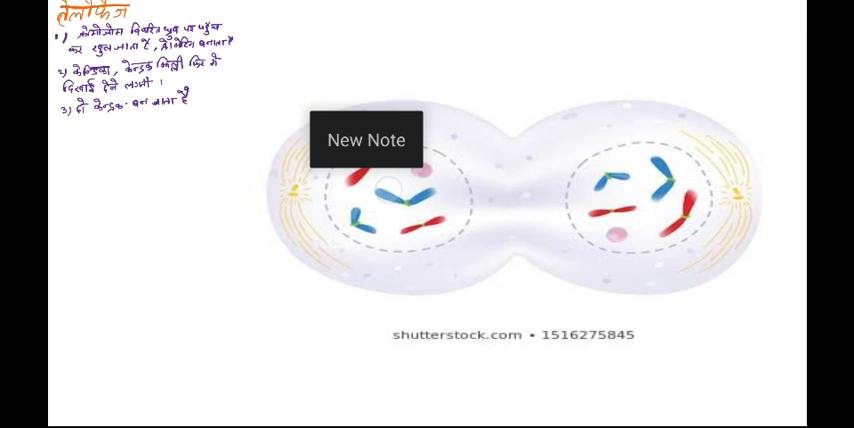 तेलोफेज
1) क्रोमोसोम विपरित ध्रुव पर पहुँच
कर खुल जाता है, क्रोमेटिन बनाता है
2) केन्द्रिका, केन्द्रक झिल्ली फिर से
दिखाई देने लगती ।
3) दो केन्द्रक बन जाता है
New Note
shutterstock.com • 1516275845